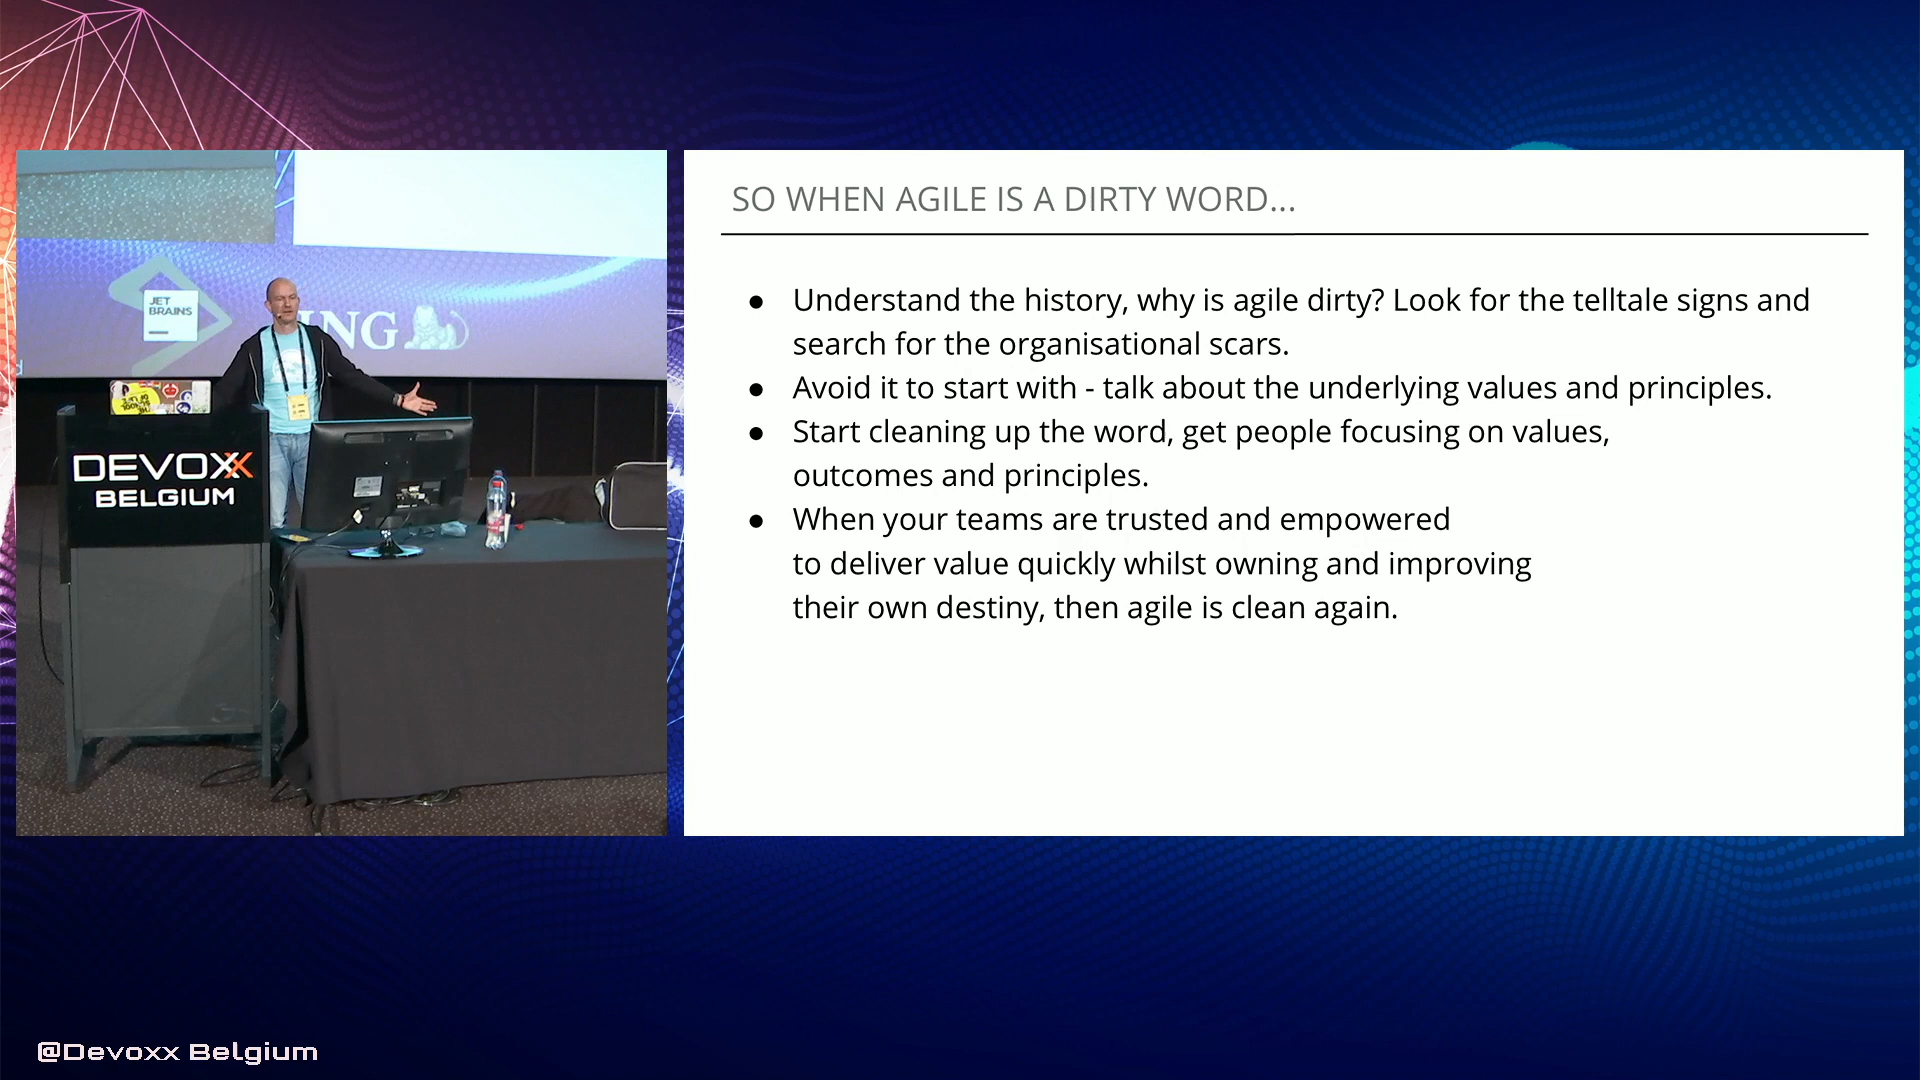 SO WHEN AGILE IS A DIRTY WORD...
● Understand the history, why is agile dirty? Look for the telltale signs and
search for the organisational scars.
● Avoid it to start with - talk about the underlying values and principles.
● Start cleaning up the word, get people focusing on values,
outcomes and principles.
● When your teams are trusted and empowered
to deliver value quickly whilst owning and improving
their own destiny, then agile is clean again.
JET
BRAINS
ING
DEVOXX
BELGIUM
@Devoxx Belgium